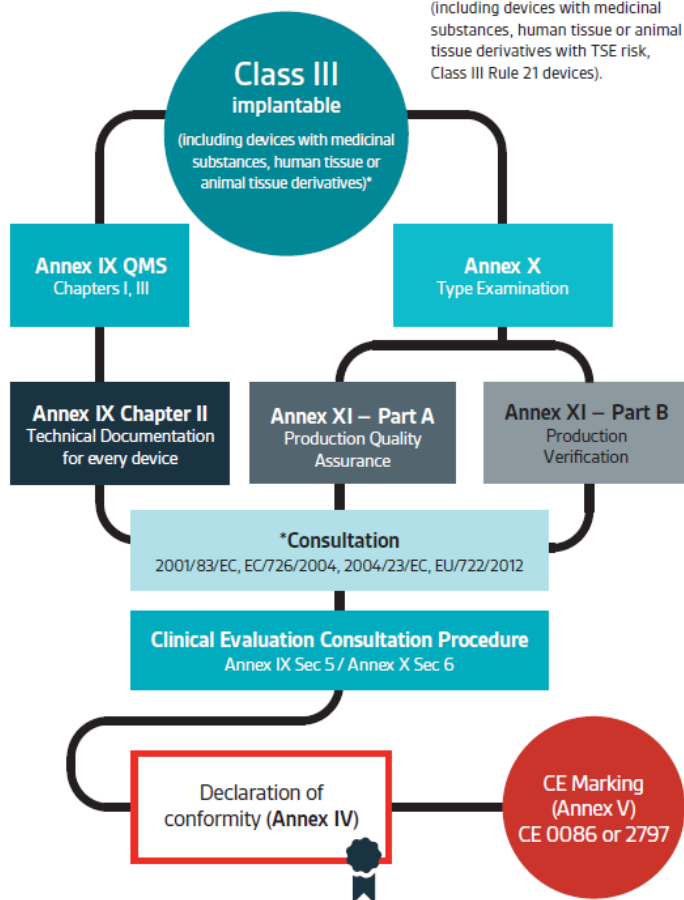 (including devices with medicinal
substances, human tissue or animal
tissue derivatives with TSE risk,
Class III Rule 21 devices).
Class III
implantable
(including devices with medicinal
substances, human tissue or
animal tissue derivatives)*
Annex IX QMS
Chapters I, III
Annex X
Type Examination
Annex IX Chapter II
Technical Documentation
for every device
Annex XI – Part A
Production Quality
Assurance
Annex XI – Part B
Production
Verification
*Consultation
2001/83/EC, EC/726/2004, 2004/23/EC, EU/722/2012
Clinical Evaluation Consultation Procedure
Annex IX Sec 5 / Annex X Sec 6
Declaration of
conformity (Annex IV)
CE Marking
(Annex V)
CE 0086 or 2797